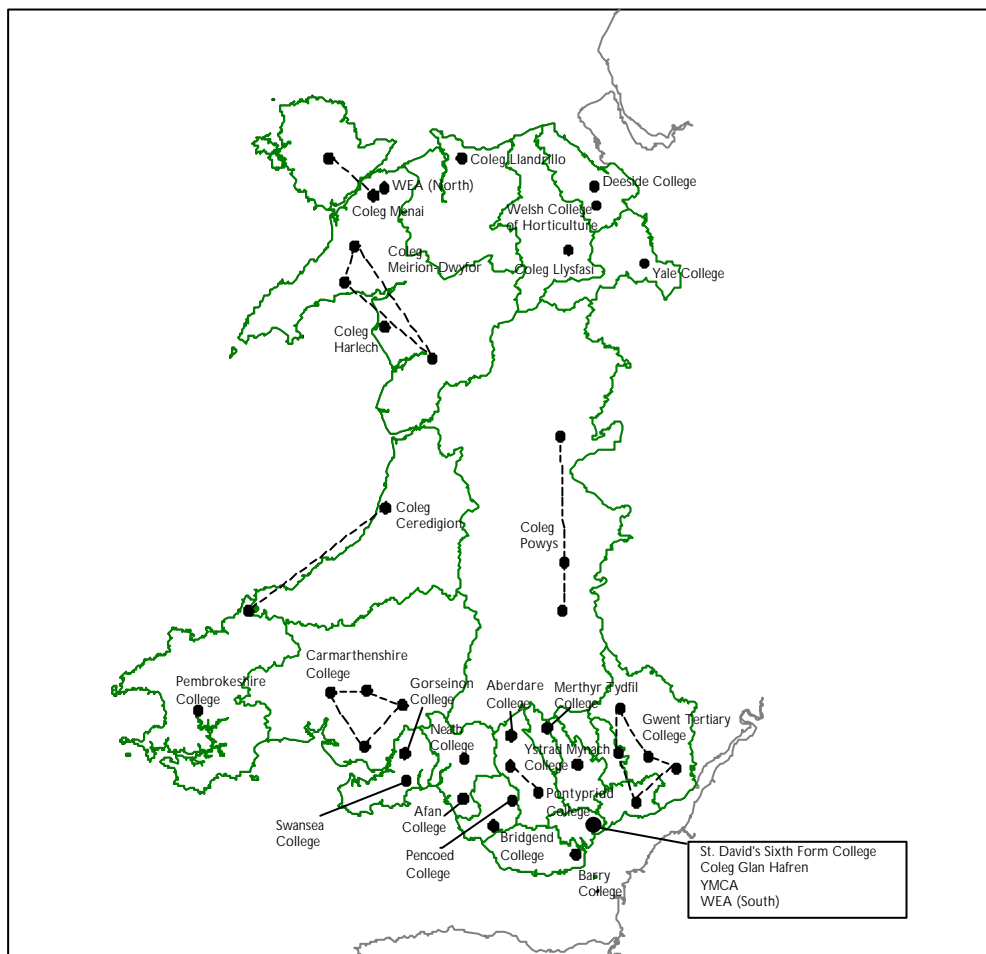 Coleg Llandrillo
WEA (North)
Deeside College
Coleg Menai
Welsh College
of Horticulture
Coleg
Meirion-Dwyfor
Coleg Llysfasi
Yale College
Coleg
Harlech
Coleg
Ceredigion
Coleg
Powys
Carmarthenshire
College
Pembrokeshire
College
Gorseinon
College
Aberdare
College
Merthyr Tydfil
College
Gwent Tertiary
College
Neath
College
Ystrad Mynach
College
Pontypridd
College
Afan
College
Swansea
College
Bridgend
College
Pencoed
College
Barry
College
St. David's Sixth Form College
Coleg Glan Hafren
YMCA
WEA (South)